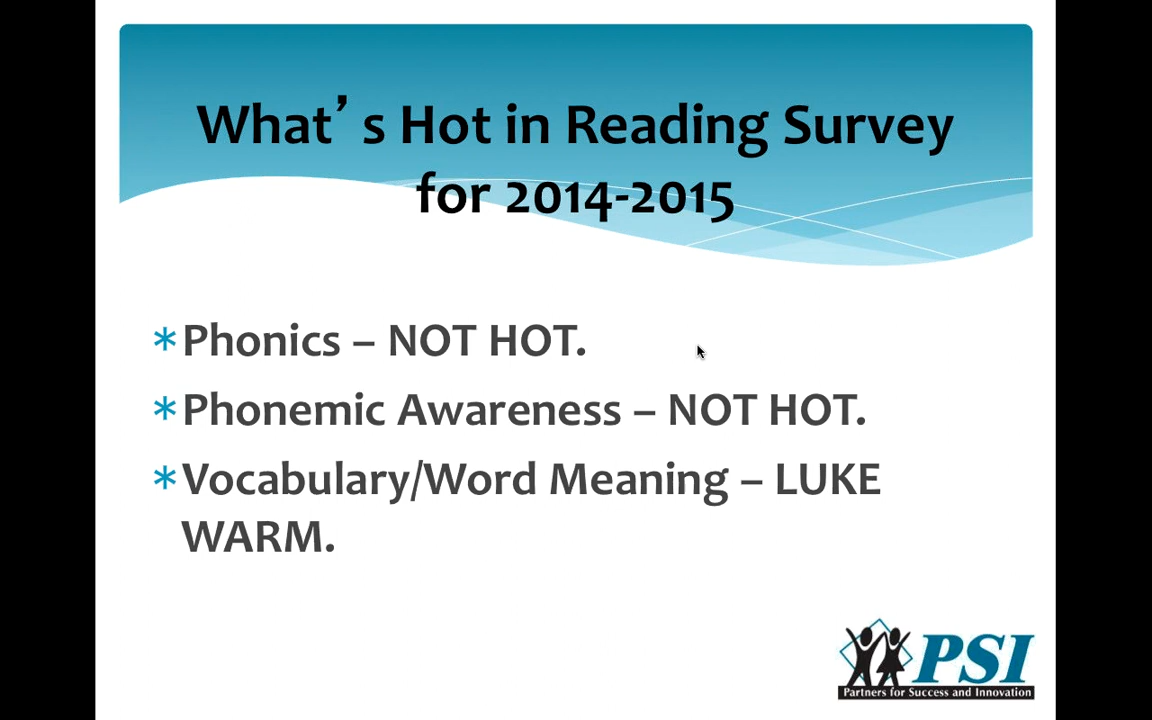 What’ s Hot in Reading Survey
for 2014-2015
*Phonics – NOT HOT.
*Phonemic Awareness – NOT HOT.
*Vocabulary/Word Meaning – LUKE
WARM.
PSI
Partners for Success and Innovation